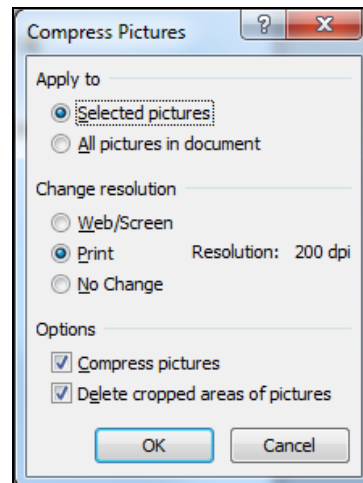 Compress Pictures
Apply to
Selected pictures
All pictures in document
Change resolution
Web/Screen
Print Resolution: 200 dpi
No Change
Options
Compress pictures
Delete cropped areas of pictures
OK Cancel